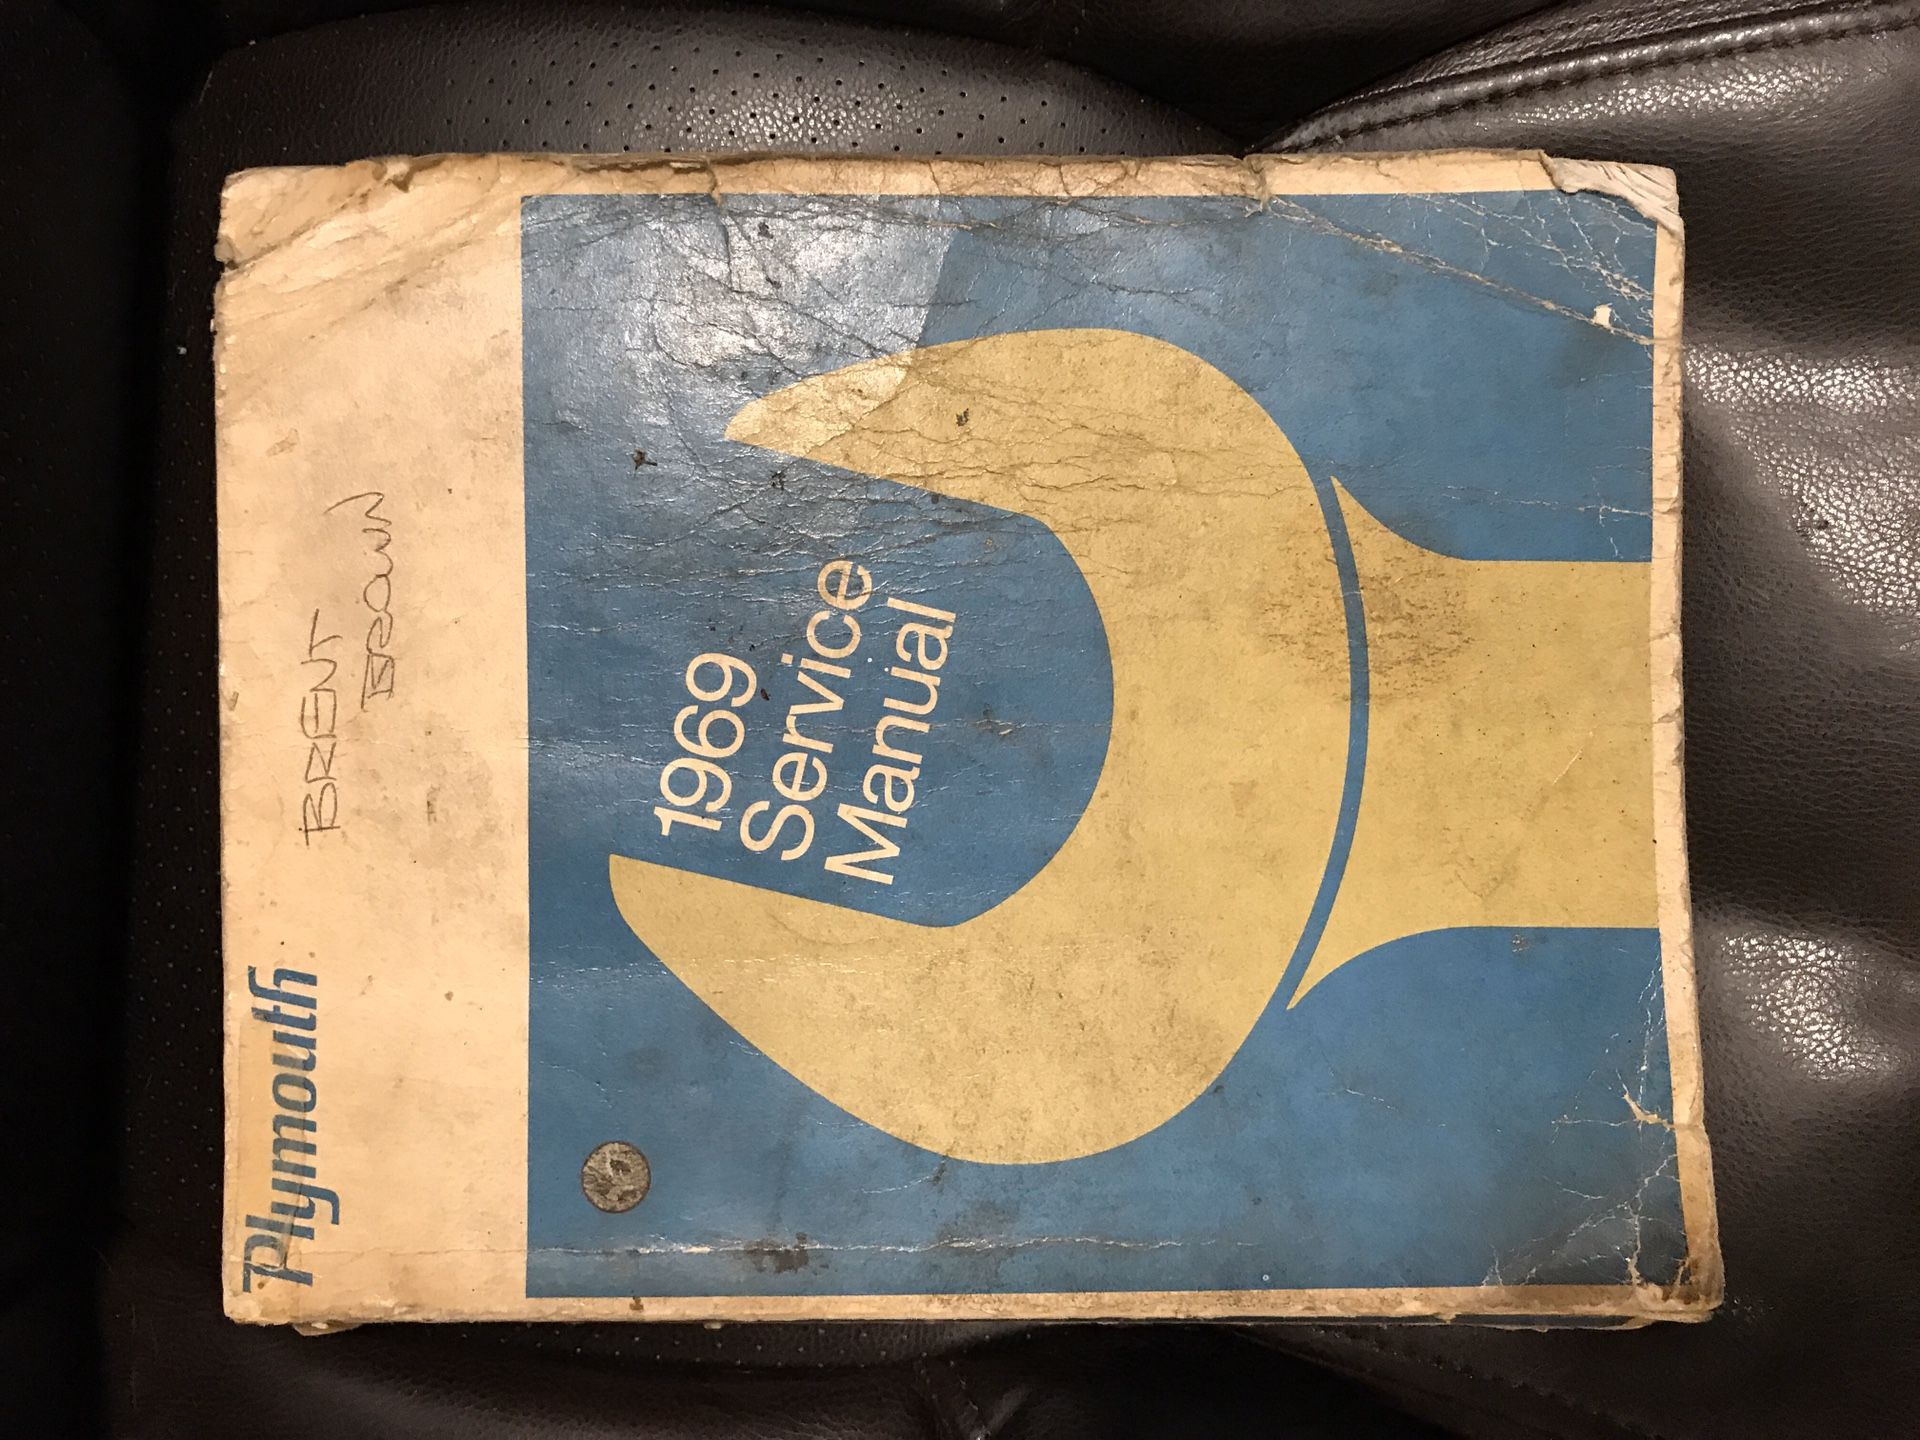 Plymouth
BRENT
BROWN
1969
Service
Manual